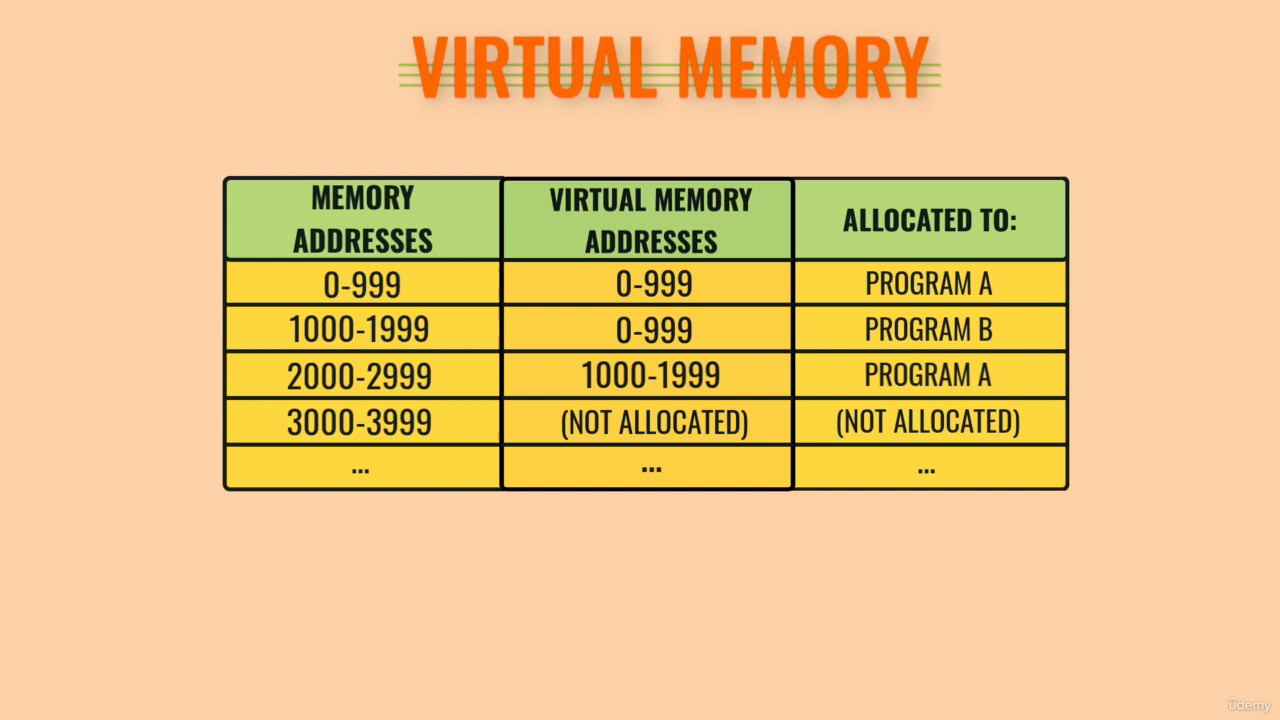 VIRTUAL MEMORY
MEMORY ADDRESSES
VIRTUAL MEMORY ADDRESSES
ALLOCATED TO:
0-999
0-999
PROGRAM A
1000-1999
0-999
PROGRAM B
2000-2999
1000-1999
PROGRAM A
3000-3999
(NOT ALLOCATED)
(NOT ALLOCATED)
...
...
...
ûdemy